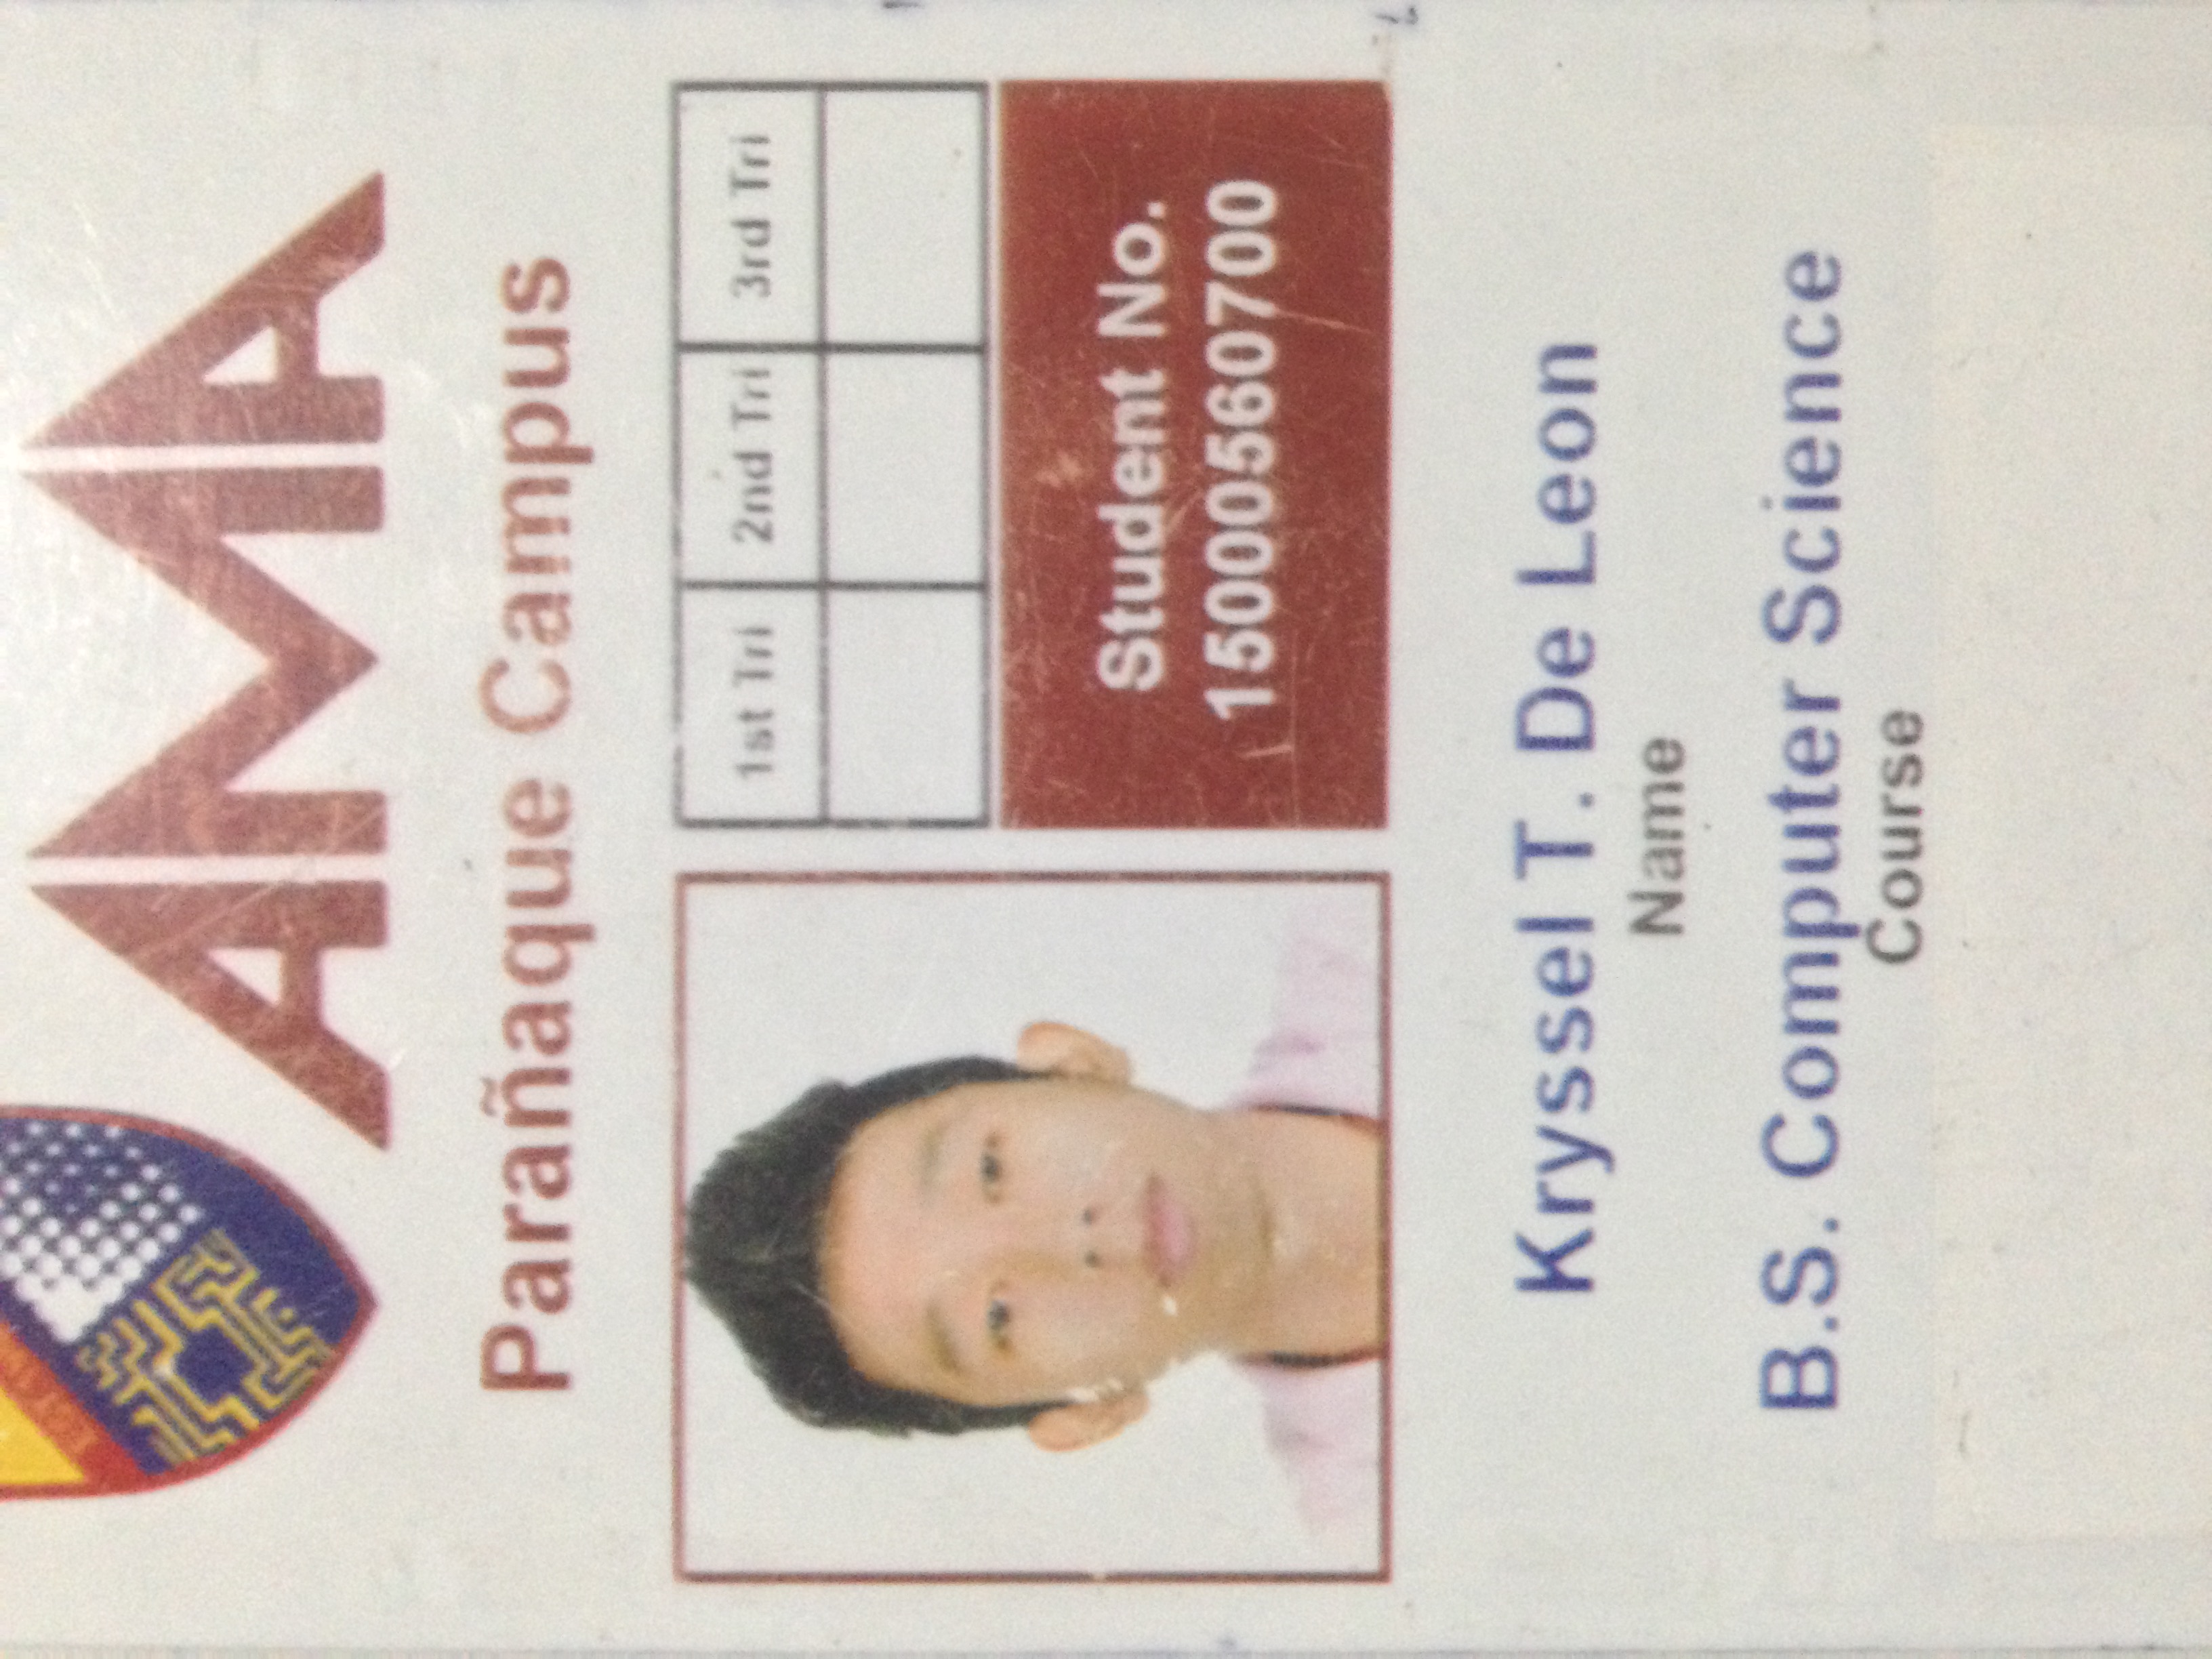 AMA
Parañaque Campus
1st Tri 2nd Tri 3rd Tri
Student No.
15000560700
Kryssel T. De Leon
Name
B.S. Computer Science
Course